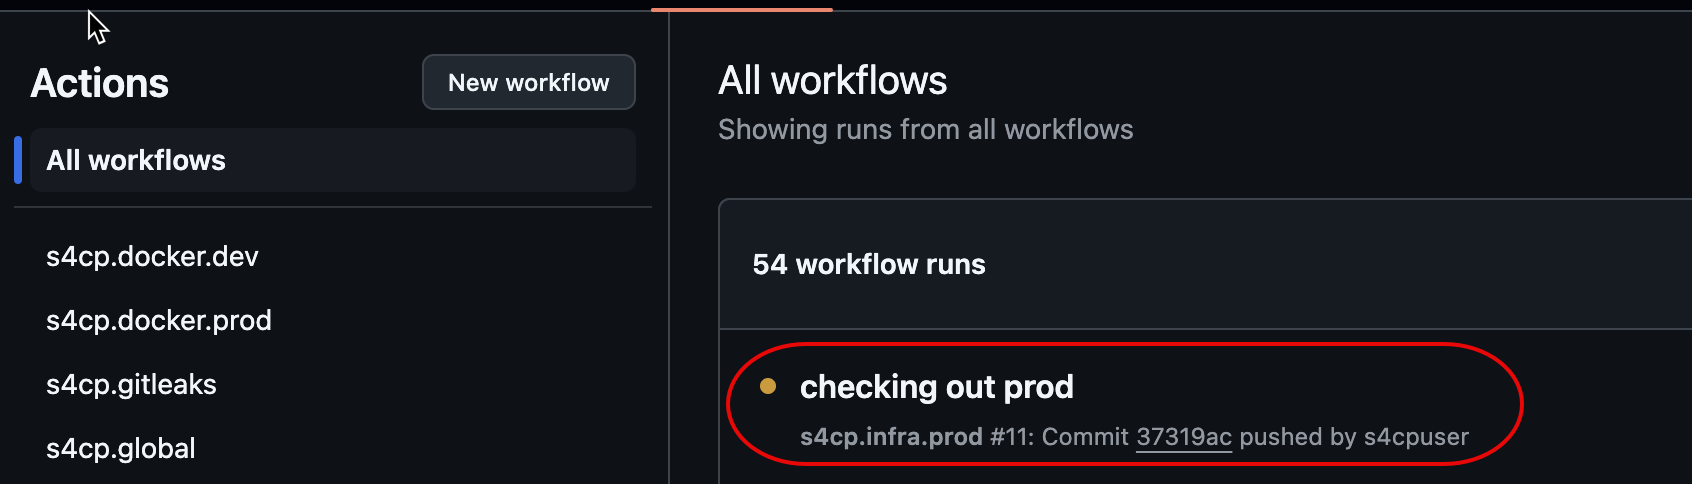 Actions
New workflow
All workflows
s4cp.docker.dev
s4cp.docker.prod
s4cp.gitleaks
s4cp.global
All workflows
Showing runs from all workflows
54 workflow runs
checking out prod
s4cp.infra.prod #11: Commit 37319ac pushed by s4cpuser